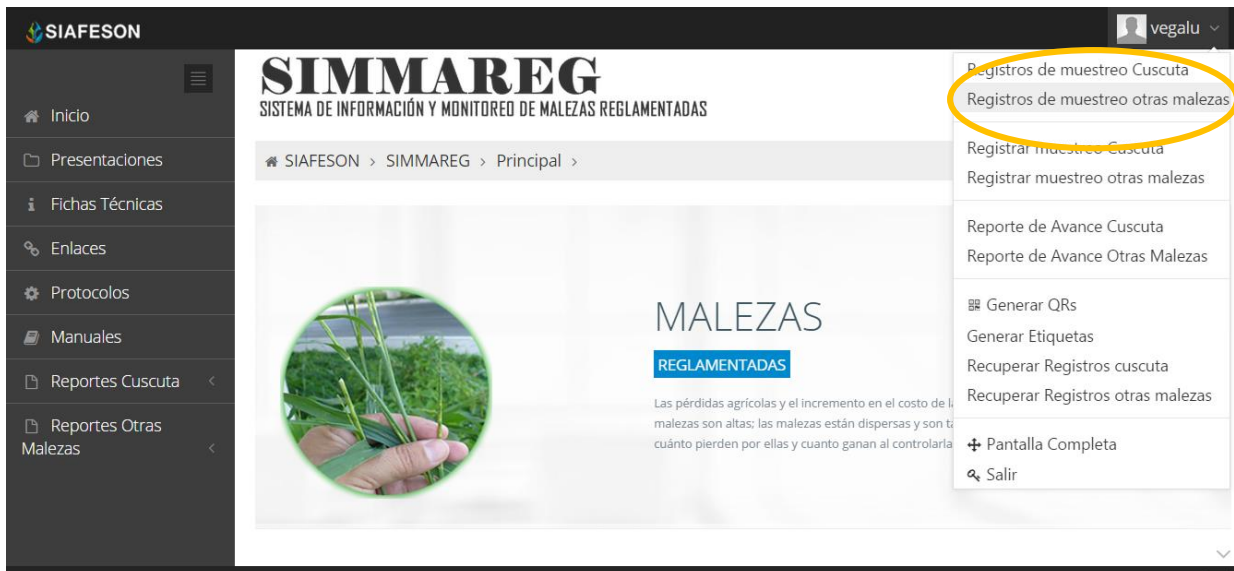 SIAFESON
vegalu
Inicio
Presentaciones
Fichas Técnicas
Enlaces
Protocolos
Manuales
Reportes Cuscuta
Reportes Otras
Malezas
SIMMAREG
SISTEMA DE INFORMACIÓN Y MONITOREO DE MALEZAS REGLAMENTADAS
SIAFESON > SIMMAREG > Principal >
MALEZAS
REGLAMENTADAS
Las pérdidas agrícolas y el incremento en el costo de
malezas son altas; las malezas están dispersas y son
cuánto pierden por ellas y cuanto ganan al controlarla
Registros de muestreo Cuscuta
Registros de muestreo otras malezas
Registrar muestreo Cuscuta
Registrar muestreo otras malezas
Reporte de Avance Cuscuta
Reporte de Avance Otras Malezas
Generar QRs
Generar Etiquetas
Recuperar Registros cuscuta
Recuperar Registros otras malezas
Pantalla Completa
Salir